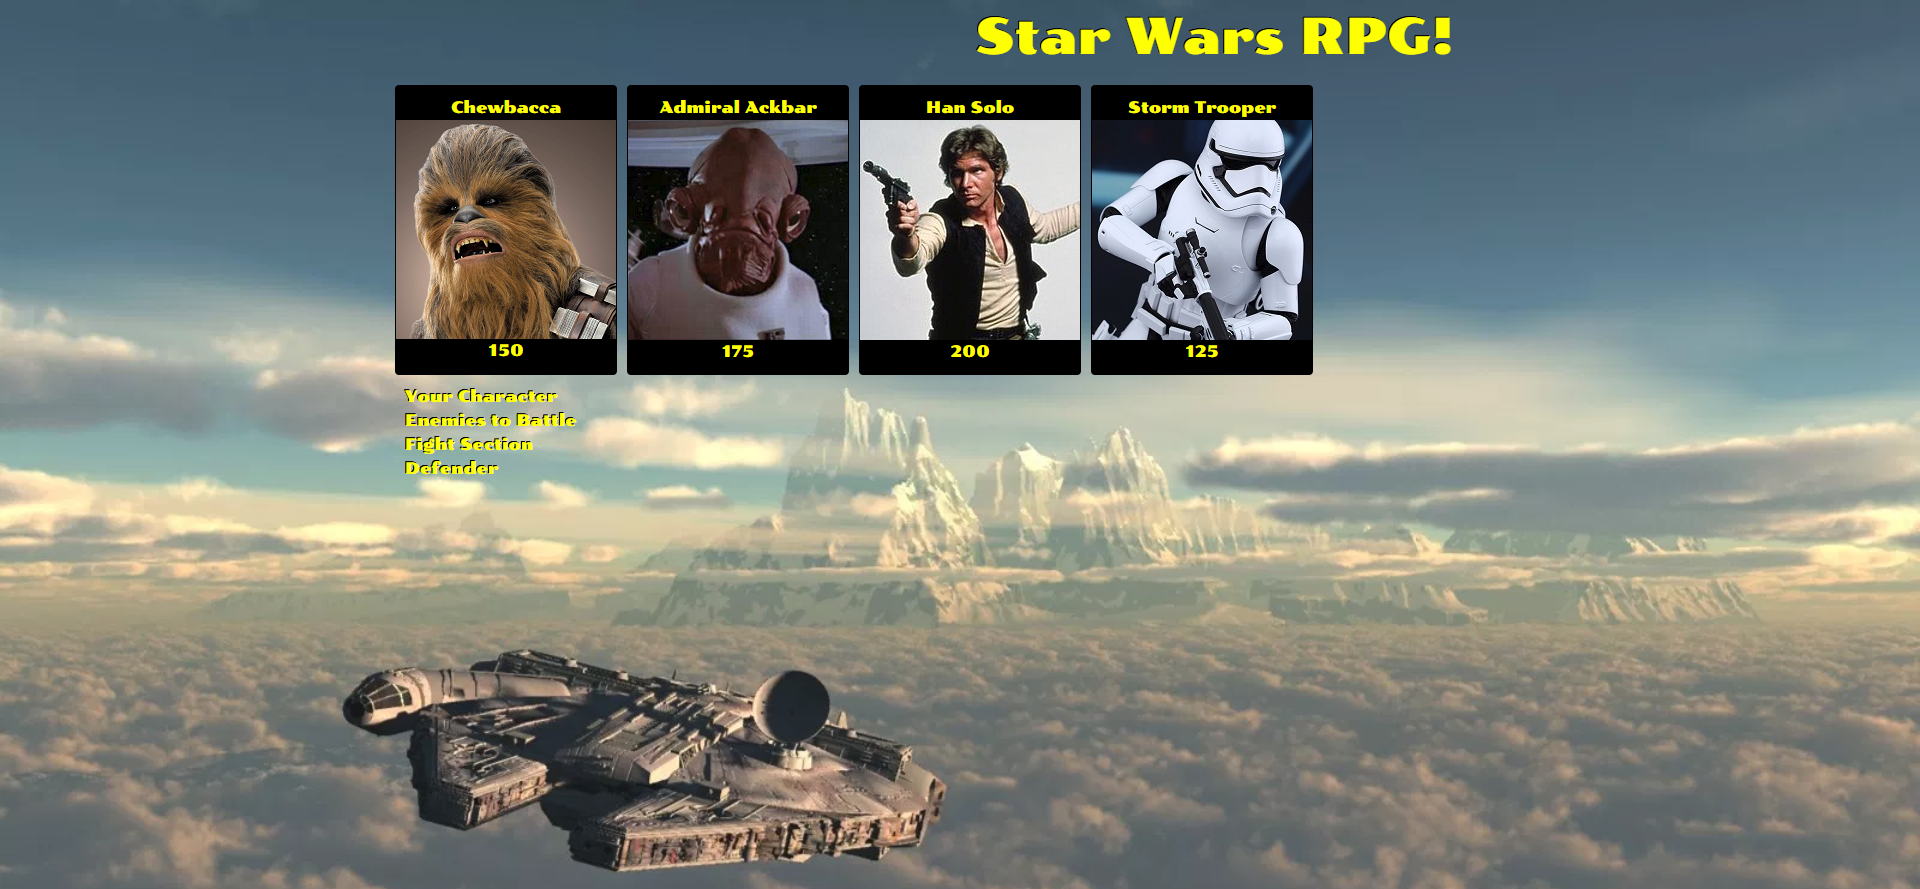 Star Wars RPG!
Chewbacca
Admiral Ackbar
Han Solo
Storm Trooper
150
175
200
125
Your Character
Enemies to Battle
Fight Section
Defender